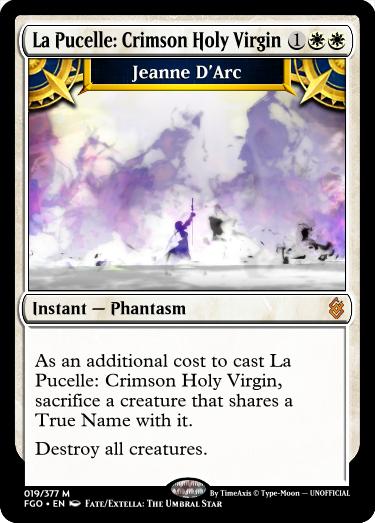 La Pucelle: Crimson Holy Virgin 1
Jeanne D'Arc
Instant — Phantasm
As an additional cost to cast La
Pucelle: Crimson Holy Virgin,
sacrifice a creature that shares a
True Name with it.
Destroy all creatures.
019/377 M
By TimeAxis © Type-Moon — UNOFFICIAL
FGO • EN Fate/Extella: The Umbral Star